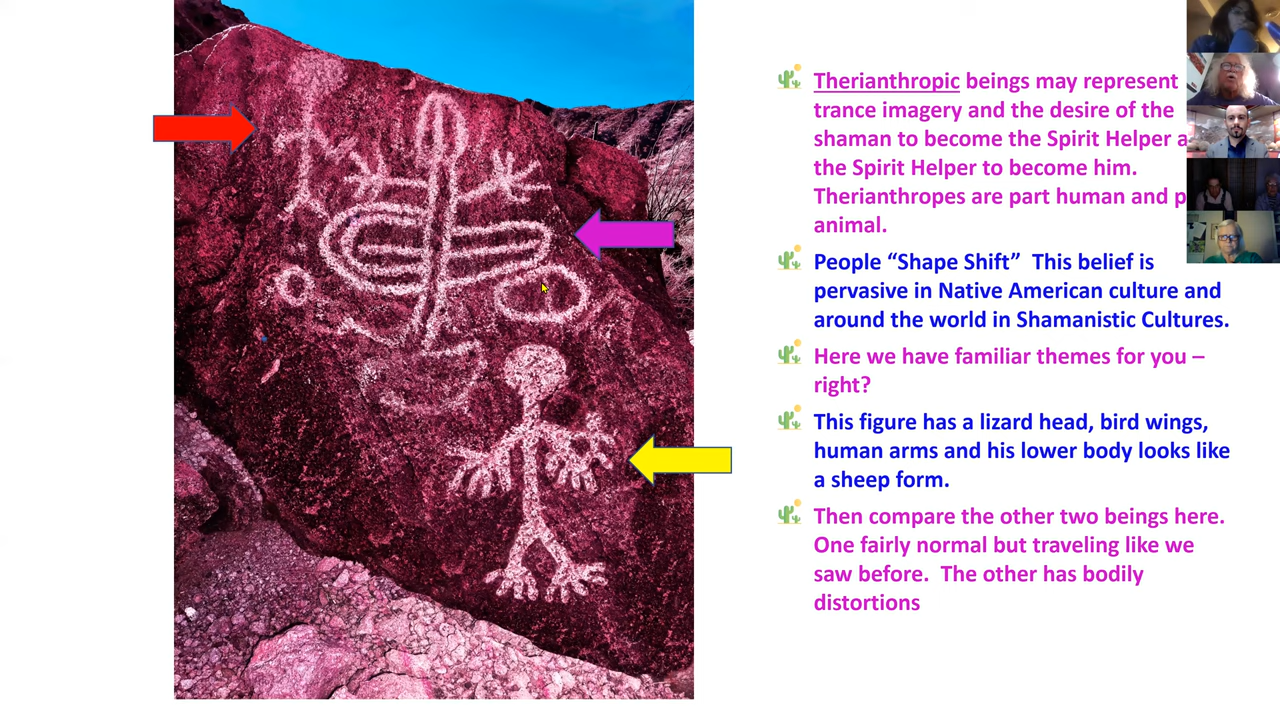 Therianthropic beings may represent
trance imagery and the desire of the
shaman to become the Spirit Helper
the Spirit Helper to become him.
Therianthropes are part human and
animal.
People “Shape Shift”  This belief is
pervasive in Native American culture and
around the world in Shamanistic Cultures.
Here we have familiar themes for you –
right?
This figure has a lizard head, bird wings,
human arms and his lower body looks like
a sheep form.
Then compare the other two beings here.
One fairly normal but traveling like we
saw before.  The other has bodily
distortions